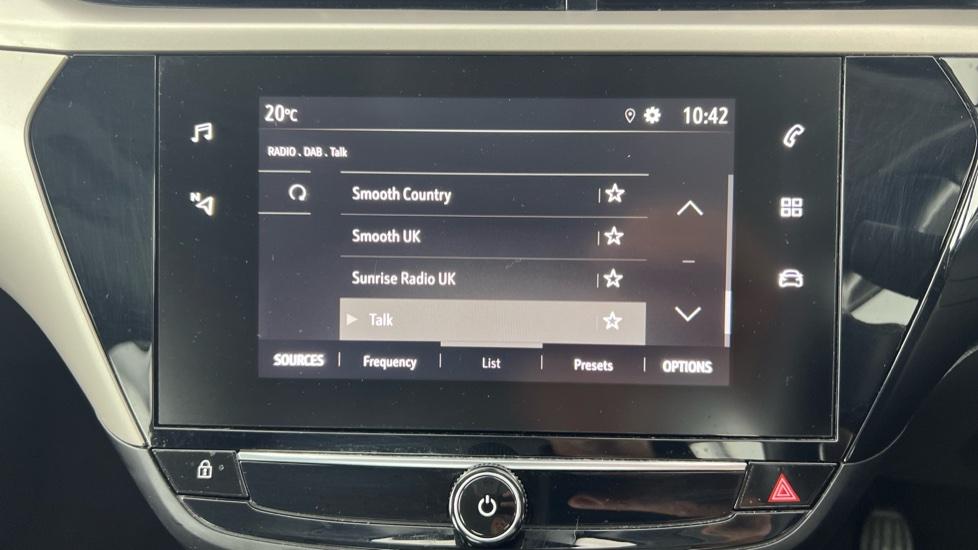 20°C 10:42
RADIO . DAB . Talk
Smooth Country
Smooth UK
Sunrise Radio UK
Talk
SOURCES Frequency List Presets OPTIONS
N